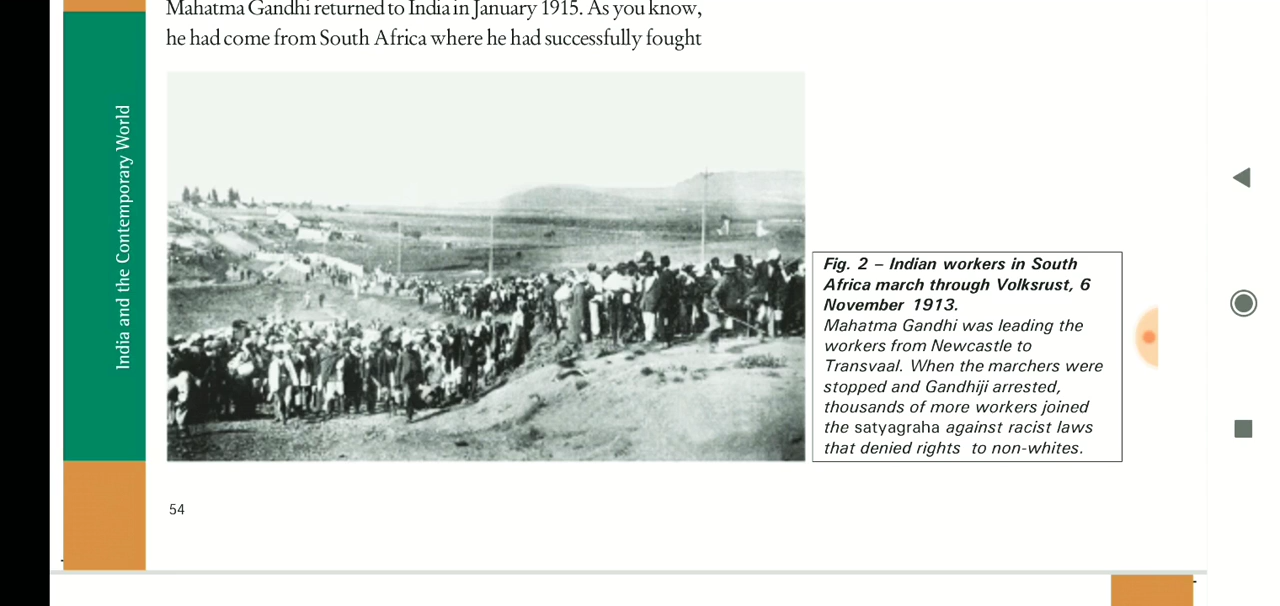 Mahatma Gandhi returned to India in January 1915. As you know,
he had come from South Africa where he had successfully fought
India and the Contemporary World
Fig. 2 – Indian workers in South
Africa march through Volksrust, 6
November 1913.
Mahatma Gandhi was leading the
workers from Newcastle to
Transvaal. When the marchers were
stopped and Gandhiji arrested,
thousands of more workers joined
the satyagraha against racist laws
that denied rights to non-whites.
54